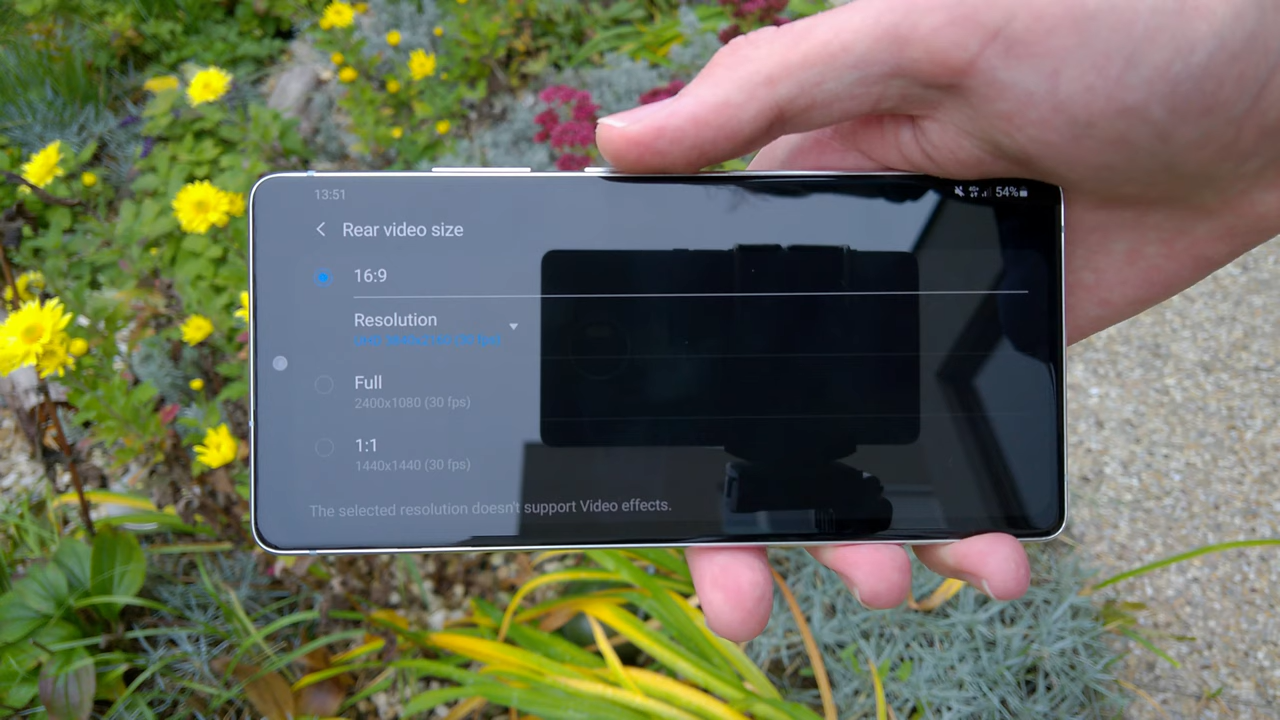 13:51
54%
Rear video size
16:9
Resolution
Full
2400x1080 (30 fps)
1:1
1440x1440 (30 fps)
The selected resolution doesn't support Video effects.